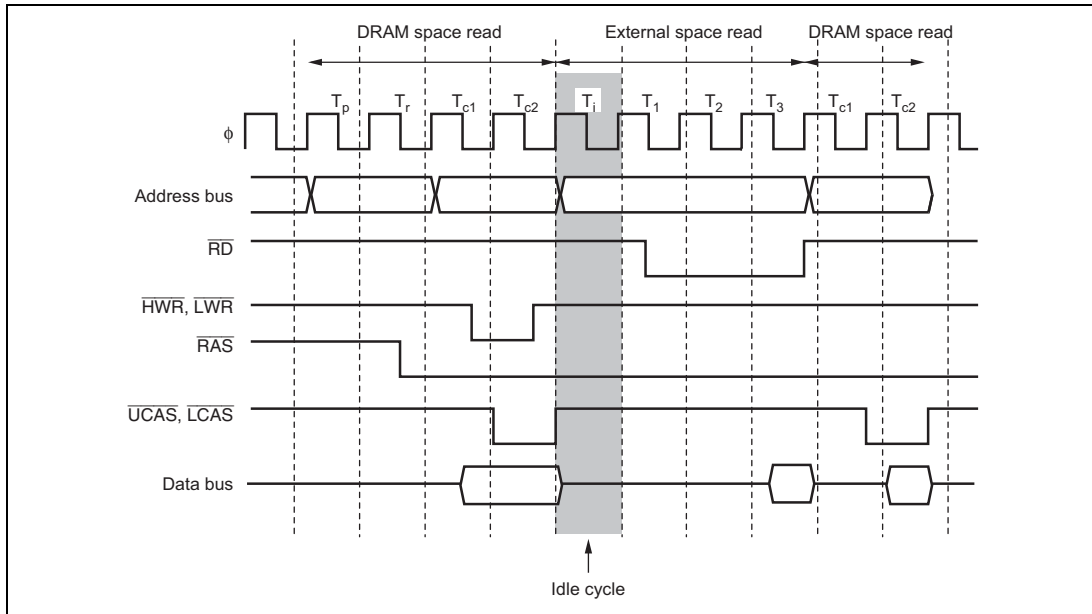 DRAM space read External space read DRAM space read
Tp Tr Tc1 Tc2 Ti T1 T2 T3 Tc1 Tc2
ϕ
Address bus
RD
HWR, LWR
RAS
UCAS, LCAS
Data bus
Idle cycle